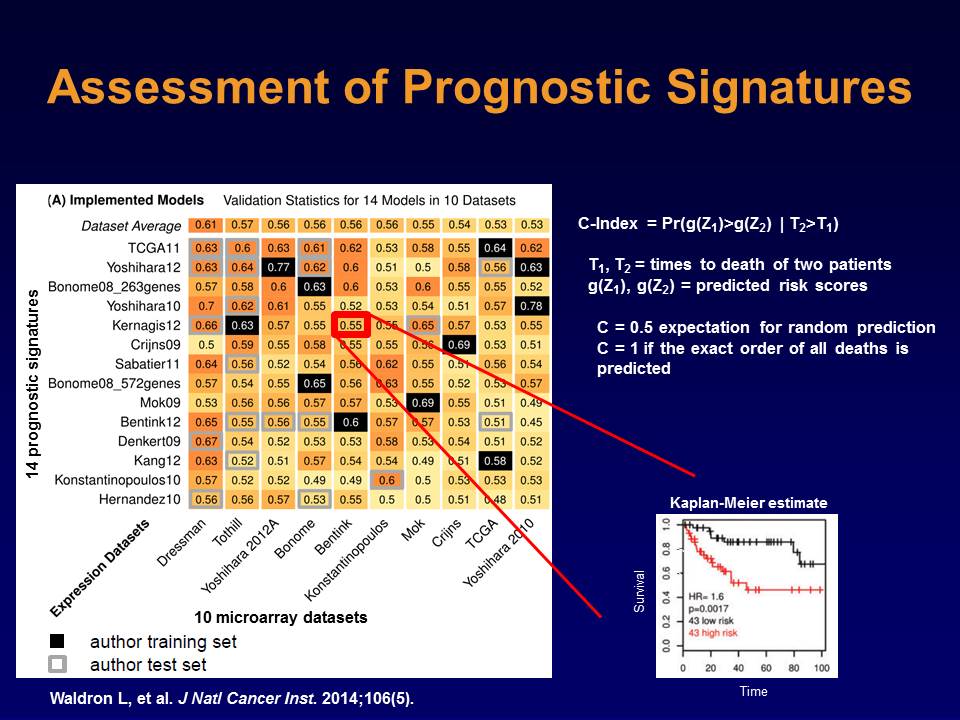 Assessment of Prognostic Signatures
(A) Implemented Models Validation Statistics for 14 Models in 10 Datasets
Dataset Average 0.61 0.57 0.56 0.56 0.56 0.56 0.55 0.54 0.53 0.53
TCGA11 0.63 0.6 0.63 0.61 0.62 0.53 0.58 0.55 0.64 0.62
Yoshihara12 0.63 0.64 0.77 0.62 0.6 0.51 0.5 0.58 0.56 0.63
Bonome08_263genes 0.57 0.58 0.6 0.63 0.6 0.53 0.6 0.55 0.55 0.52
Yoshihara10 0.7 0.62 0.61 0.55 0.52 0.53 0.54 0.51 0.57 0.78
Kernagis12 0.66 0.63 0.57 0.55 0.55 0.55 0.65 0.57 0.53 0.55
Crijns09 0.5 0.59 0.55 0.58 0.55 0.55 0.56 0.69 0.53 0.51
Sabatier11 0.64 0.56 0.52 0.54 0.56 0.62 0.55 0.51 0.56 0.54
Bonome08_572genes 0.57 0.54 0.55 0.65 0.56 0.63 0.55 0.52 0.53 0.57
Mok09 0.53 0.56 0.56 0.57 0.57 0.53 0.69 0.55 0.51 0.49
Bentink12 0.65 0.55 0.56 0.55 0.6 0.57 0.57 0.53 0.51 0.45
Denkert09 0.67 0.54 0.52 0.53 0.53 0.58 0.53 0.54 0.51 0.52
Kang12 0.63 0.52 0.51 0.57 0.54 0.54 0.49 0.51 0.58 0.52
Konstantinopoulos10 0.57 0.52 0.52 0.49 0.49 0.6 0.5 0.53 0.53 0.53
Hernandez10 0.56 0.56 0.57 0.53 0.55 0.5 0.5 0.51 0.48 0.51
14 prognostic signatures
Expression Datasets
Dressman
Tothill
Yoshihara 2012A
Bonome
Bentink
Konstantinopoulos
Mok
Crijns
TCGA
Yoshihara 2010
10 microarray datasets
author training set
author test set
Waldron L, et al. J Natl Cancer Inst. 2014;106(5).
C-Index = Pr(g(Z₁)>g(Z₂) | T₂>T₁)
T₁, T₂ = times to death of two patients
g(Z₁), g(Z₂) = predicted risk scores
C = 0.5 expectation for random prediction
C = 1 if the exact order of all deaths is
predicted
Kaplan-Meier estimate
Survival
1.0
0.8
0.6
0.4
0.2
0.0
HR= 1.6
p=0.0017
43 low risk
43 high risk
0 20 40 60 80 100
Time